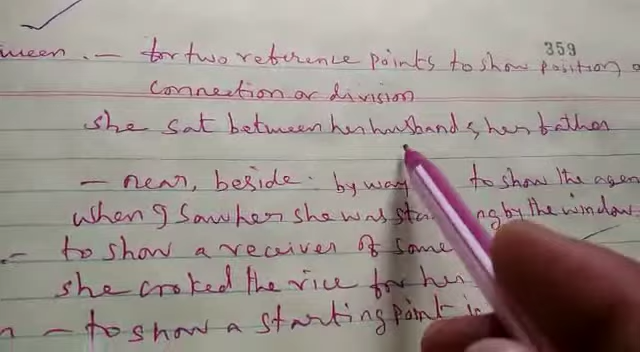 359
ween. - for two reference points to show position o
connection or division
she sat between her husband & her father
- near, beside. by way to show the agen
when I saw her she was sta ng by the window
- to show a receiver of some
she croked the rice for her
n - to show a starting point i